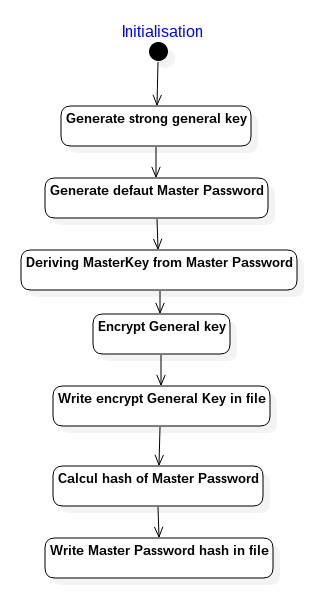 Initialisation
Generate strong general key
Generate defaut Master Password
Deriving MasterKey from Master Password
Encrypt General key
Write encrypt General Key in file
Calcul hash of Master Password
Write Master Password hash in file